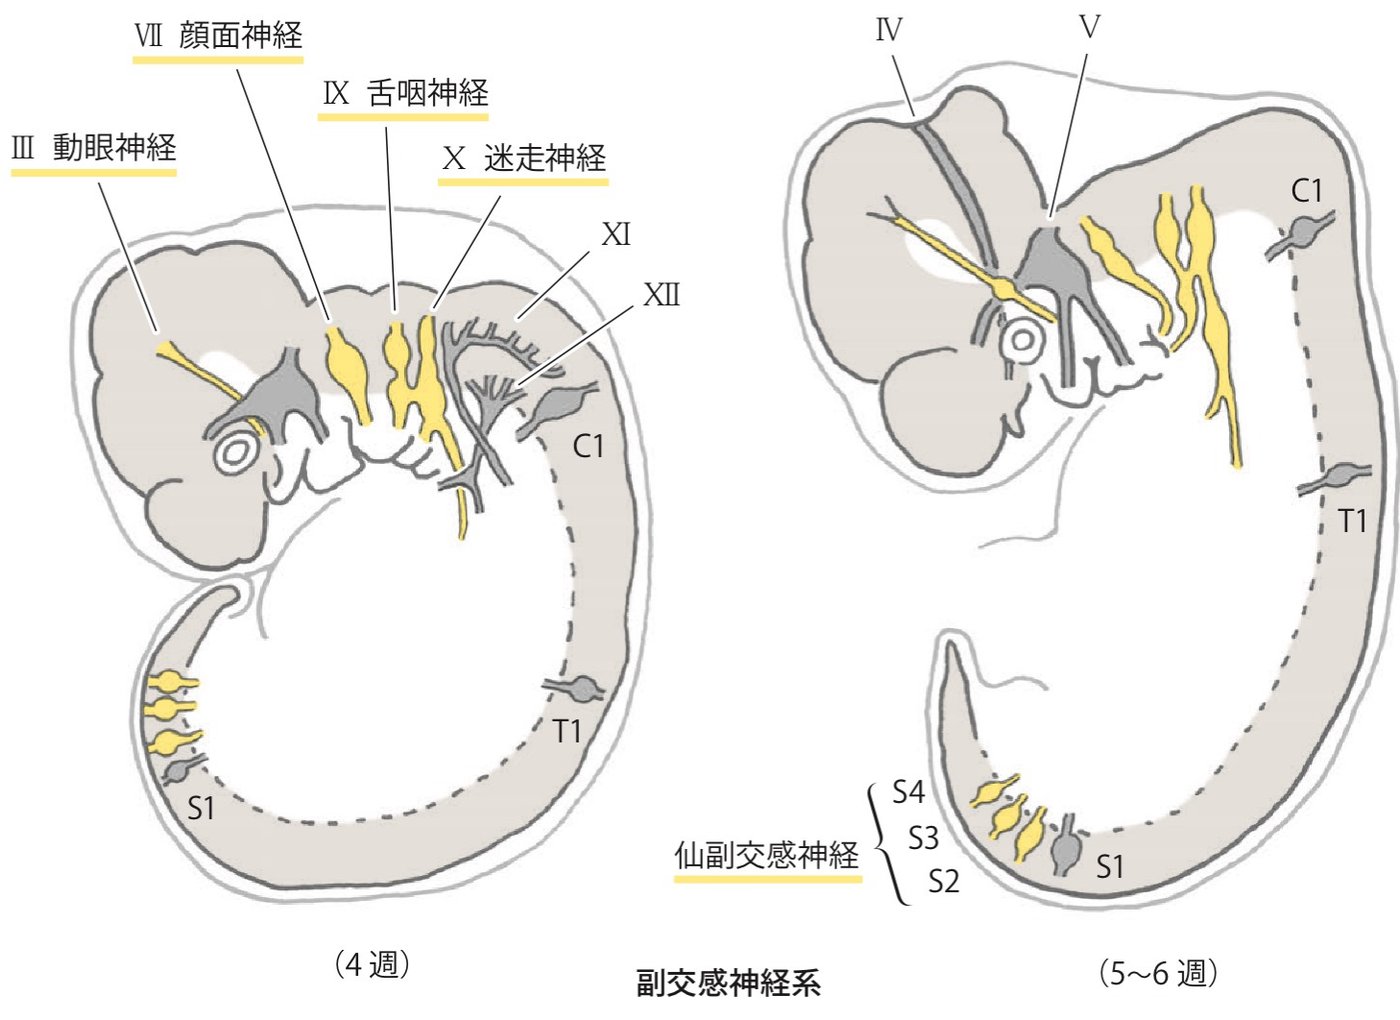 Ⅶ 顔面神経
Ⅸ 舌咽神経
Ⅲ 動眼神経
Ⅹ 迷走神経
Ⅺ
Ⅻ
C1
T1
S1
(4 週)
Ⅳ
Ⅴ
C1
T1
S4
S3
S2
仙副交感神経
S1
(5〜6 週)
副交感神経系